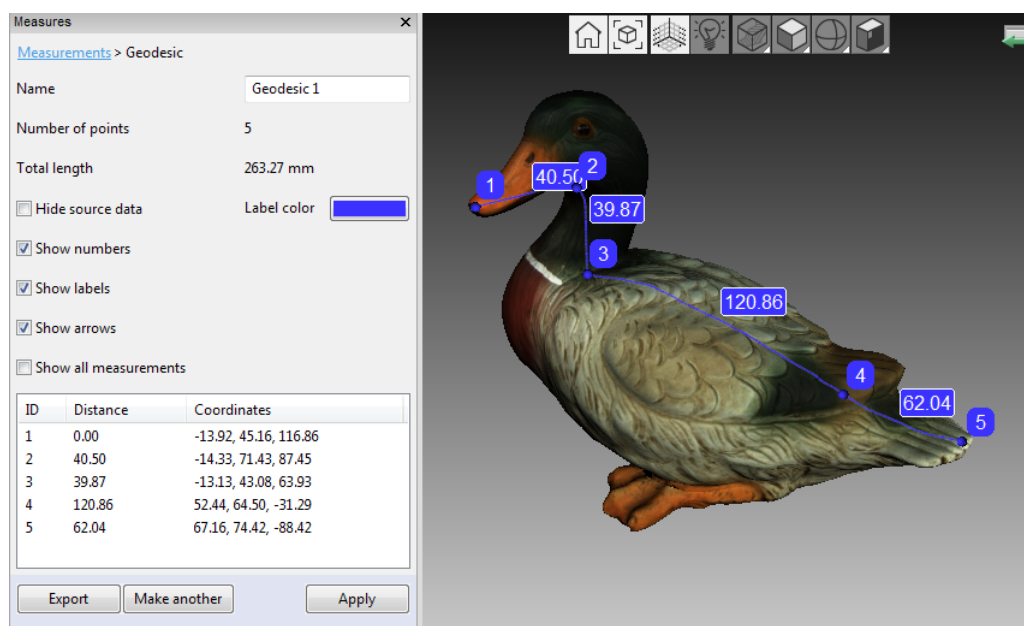 Measures
Measurements > Geodesic
Name Geodesic 1
Number of points 5
Total length 263.27 mm
Hide source data Label color
Show numbers
Show labels
Show arrows
Show all measurements
ID Distance Coordinates
1 0.00 -13.92, 45.16, 116.86
2 40.50 -14.33, 71.43, 87.45
3 39.87 -13.13, 43.08, 63.93
4 120.86 52.44, 64.50, -31.29
5 62.04 67.16, 74.42, -88.42
Export Make another Apply
1
40.50
2
39.87
3
120.86
4
62.04
5